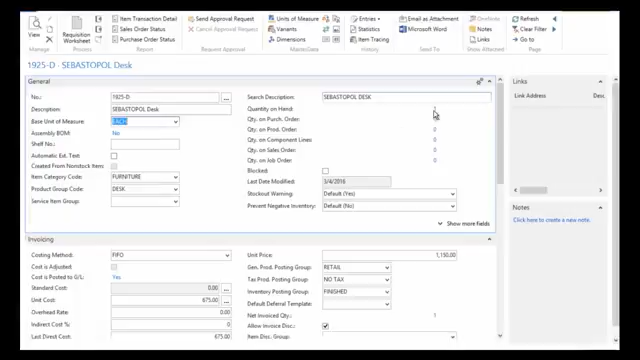 View
Manage
Requisition
Worksheet
Process
Item Transaction Detail
Sales Order Status
Purchase Order Status
Report
Send Approval Request
Cancel Approval Request
Request Approval
Units of Measure
Variants
Dimensions
Master Data
Entries
Statistics
Item Tracing
History
Email as Attachment
Microsoft Word
Send To
OneNote
Notes
Links
Show Attached
Refresh
Clear Filter
Go to
Page
1925-D · SEBASTOPOL Desk
General
No.: 1925-D
Description: SEBASTOPOL Desk
Base Unit of Measure: EACH
Assembly BOM: No
Shelf No.:
Automatic Ext. Texts
Created From Nonstock Item:
Item Category Code: FURNITURE
Product Group Code: DESK
Service Item Group:
Search Description: SEBASTOPOL DESK
Quantity on Hand:
Qty. on Purch. Order: 0
Qty. on Prod. Order: 0
Qty. on Component Lines: 0
Qty. on Sales Order: 0
Qty. on Job Order: 0
Blocked:
Last Date Modified: 3/4/2016
Stockout Warning: Default (Yes)
Prevent Negative Inventory: Default (No)
Show more fields
Invoicing
Costing Method: FIFO
Cost is Adjusted:
Cost is Posted to G/L: Yes
Standard Cost: 0.00
Unit Cost: 675.00
Overhead Rate: 0.00
Indirect Cost %: 0
Last Direct Cost: 675.00
Unit Price: 1,150.00
Gen. Prod. Posting Group: RETAIL
Tax Prod. Posting Group: NO TAX
Inventory Posting Group: FINISHED
Default Deferral Template:
Net Invoiced Qty.: 1
Allow Invoice Disc.:
Item Disc. Group:
Links
Link Address Desc
Notes
Click here to create a new note.